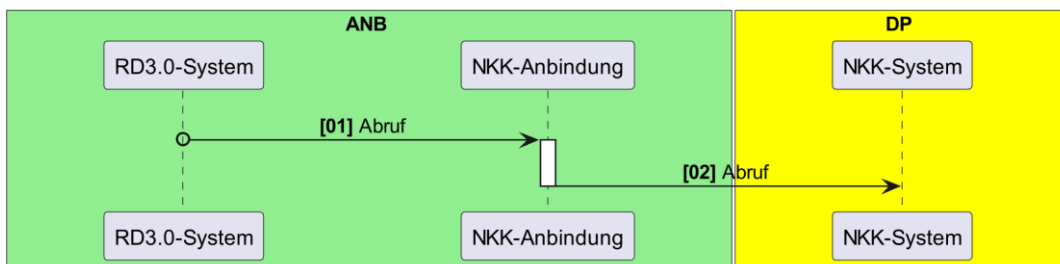 ANB
DP
RD3.0-System
NKK-Anbindung
NKK-System
[01] Abruf
[02] Abruf
RD3.0-System
NKK-Anbindung
NKK-System